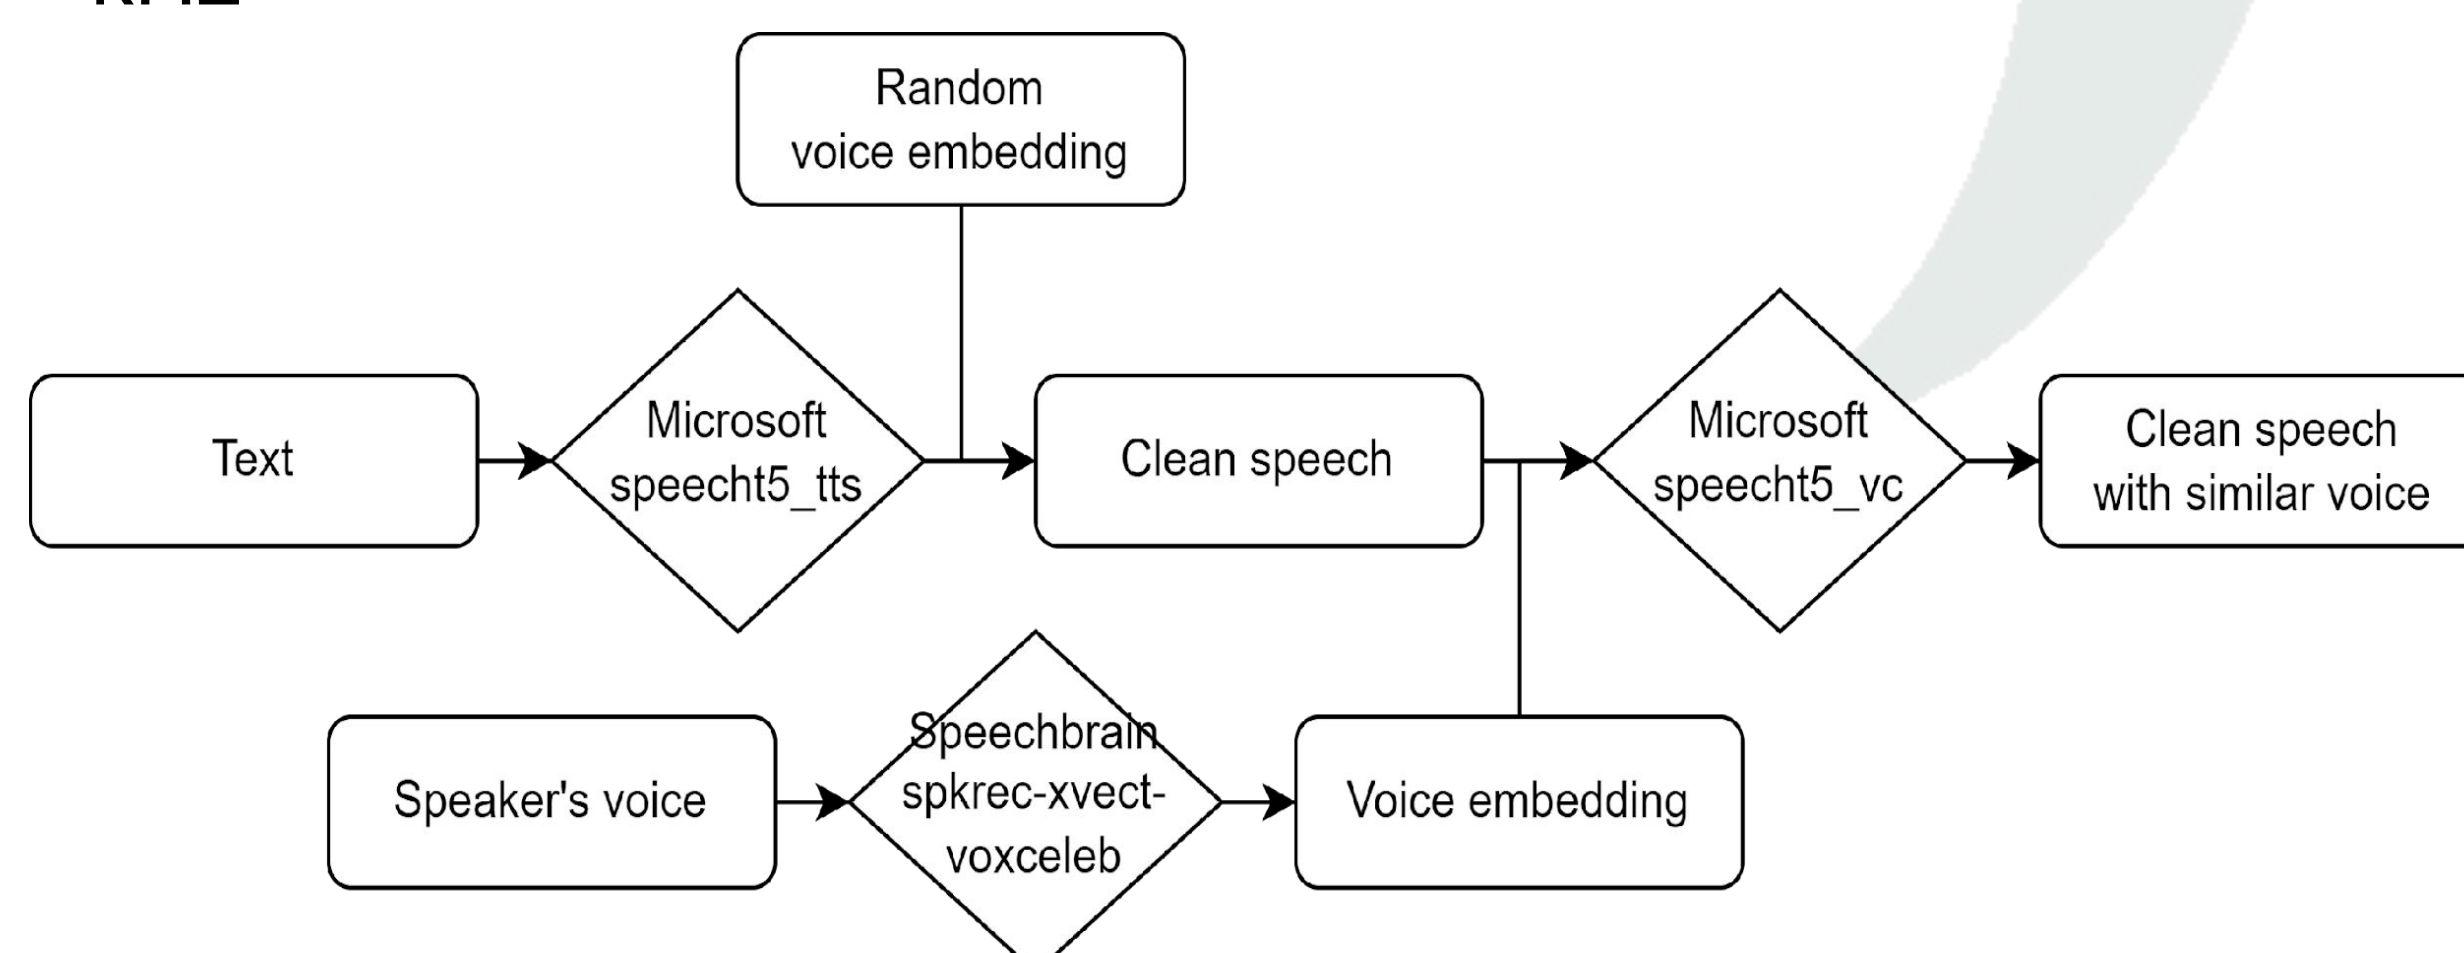 Random
voice embedding
Text
Microsoft
speecht5_tts
Clean speech
Microsoft
speecht5_vc
Clean speech
with similar voice
Speaker's voice
Speechbrain
spkrec-xvect-
voxceleb
Voice embedding